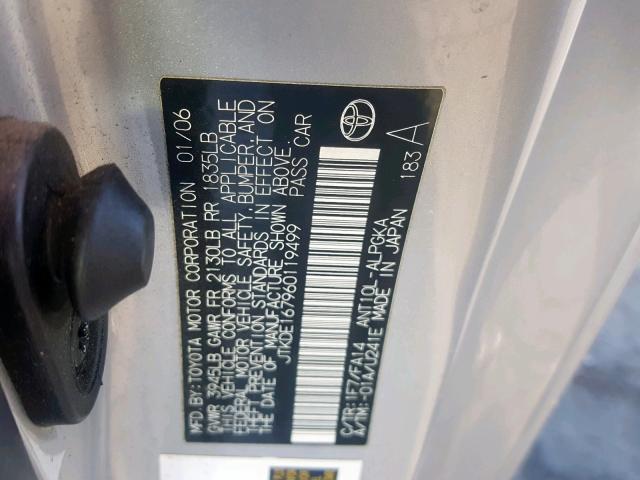 MFD.BY:TOYOTA MOTOR CORPORATION 01/06
GVWR 3945LB GAWR FR 2130LB RR 1835LB
THIS VEHICLE CONFORMS TO ALL APPLICABLE
FEDERAL MOTOR VEHICLE SAFETY, BUMPER, AND
THEFT PREVENTION STANDARDS IN EFFECT ON
THE DATE OF MANUFACTURE SHOWN ABOVE.
JTKDE167960119499 PASS CAR
C/TR:1F7/FA14 ANT10L-ALPGKA
A/TM:-01A/U241E MADE IN JAPAN
183 A